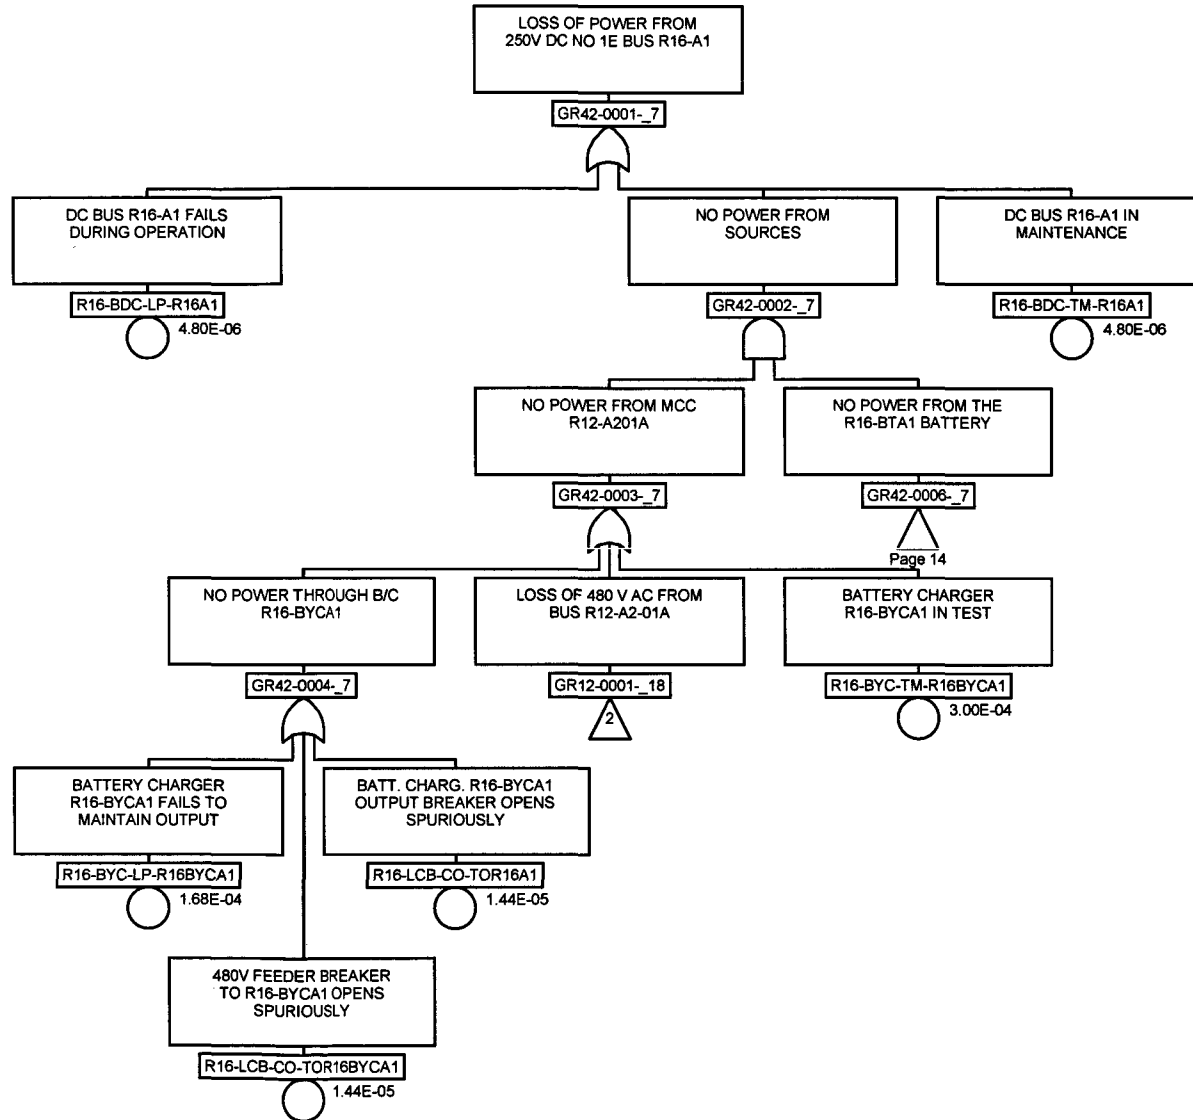 LOSS OF POWER FROM
250V DC NO 1E BUS R16-A1
GR42-0001-_7
DC BUS R16-A1 FAILS
DURING OPERATION
R16-BDC-LP-R16A1
4.80E-06
NO POWER FROM
SOURCES
GR42-0002-_7
DC BUS R16-A1 IN
MAINTENANCE
R16-BDC-TM-R16A1
4.80E-06
NO POWER FROM MCC
R12-A201A
GR42-0003-_7
NO POWER FROM THE
R16-BTA1 BATTERY
GR42-0006-_7
Page 14
NO POWER THROUGH B/C
R16-BYCA1
GR42-0004-_7
LOSS OF 480 V AC FROM
BUS R12-A2-01A
GR12-0001-_18
2
BATTERY CHARGER
R16-BYCA1 IN TEST
R16-BYC-TM-R16BYCA1
3.00E-04
BATTERY CHARGER
R16-BYCA1 FAILS TO
MAINTAIN OUTPUT
R16-BYC-LP-R16BYCA1
1.68E-04
BATT. CHARG. R16-BYCA1
OUTPUT BREAKER OPENS
SPURIOUSLY
R16-LCB-CO-TOR16A1
1.44E-05
480V FEEDER BREAKER
TO R16-BYCA1 OPENS
SPURIOUSLY
R16-LCB-CO-TOR16BYCA1
1.44E-05